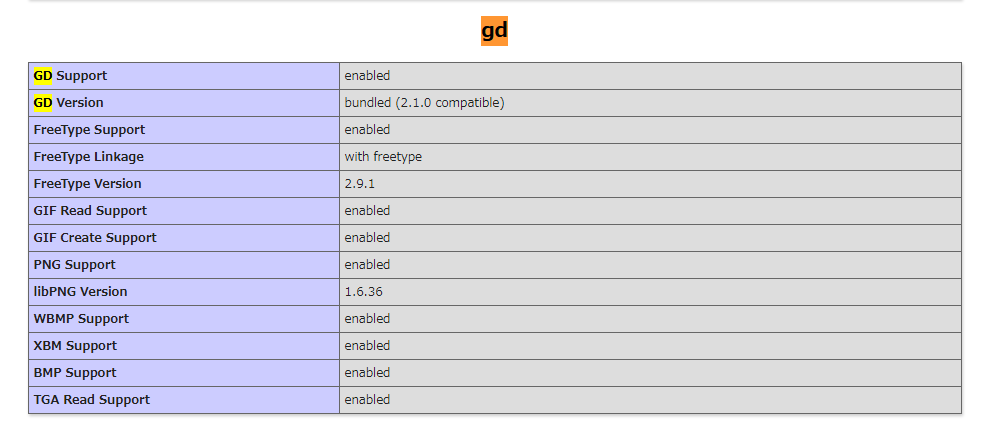 gd
GD Support enabled
GD Version bundled (2.1.0 compatible)
FreeType Support enabled
FreeType Linkage with freetype
FreeType Version 2.9.1
GIF Read Support enabled
GIF Create Support enabled
PNG Support enabled
libPNG Version 1.6.36
WBMP Support enabled
XBM Support enabled
BMP Support enabled
TGA Read Support enabled